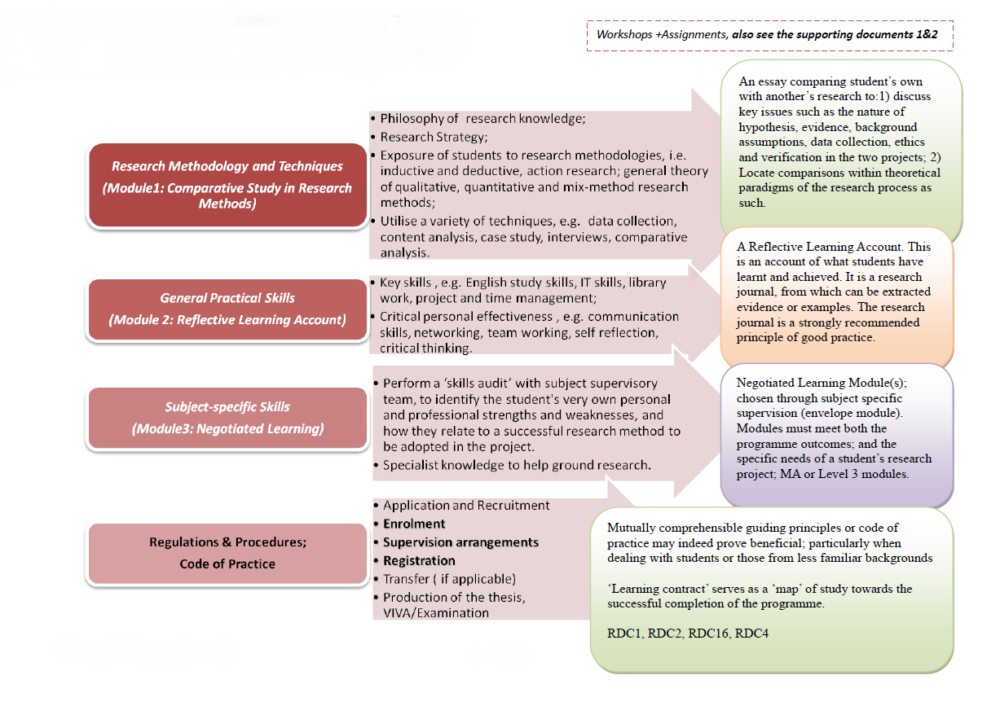 Workshops +Assignments, also see the supporting documents 1&2
Research Methodology and Techniques
(Module1: Comparative Study in Research
Methods)
• Philosophy of research knowledge;
• Research Strategy;
• Exposure of students to research methodologies, i.e.
inductive and deductive, action research; general theory
of qualitative, quantitative and mix-method research
methods;
• Utilise a variety of techniques, e.g. data collection,
content analysis, case study, interviews, comparative
analysis.
An essay comparing student’s own
with another’s research to:1) discuss
key issues such as the nature of
hypothesis, evidence, background
assumptions, data collection, ethics
and verification in the two projects; 2)
Locate comparisons within theoretical
paradigms of the research process as
such.
General Practical Skills
(Module 2: Reflective Learning Account)
• Key skills , e.g. English study skills, IT skills, library
work, project and time management;
• Critical personal effectiveness , e.g. communication
skills, networking, team working, self reflection,
critical thinking.
A Reflective Learning Account. This
is an account of what students have
learnt and achieved. It is a research
journal, from which can be extracted
evidence or examples. The research
journal is a strongly recommended
principle of good practice.
Subject-specific Skills
(Module3: Negotiated Learning)
• Perform a ‘skills audit’ with subject supervisory
team, to identify the student's very own personal
and professional strengths and weaknesses, and
how they relate to a successful research method to
be adopted in the project.
• Specialist knowledge to help ground research.
Negotiated Learning Module(s);
chosen through subject specific
supervision (envelope module).
Modules must meet both the
programme outcomes; and the
specific needs of a student’s research
project; MA or Level 3 modules.
Regulations & Procedures;
Code of Practice
• Application and Recruitment
• Enrolment
• Supervision arrangements
• Registration
• Transfer ( if applicable)
• Production of the thesis,
VIVA/Examination
Mutually comprehensible guiding principles or code of
practice may indeed prove beneficial; particularly when
dealing with students or those from less familiar backgrounds
‘Learning contract’ serves as a ‘map’ of study towards the
successful completion of the programme.
RDC1, RDC2, RDC16, RDC4